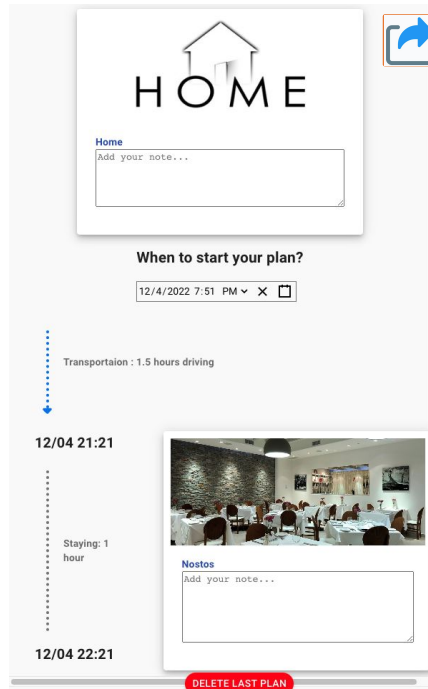 HOME
Home
Add your note...
When to start your plan?
12/4/2022 7:51 PM
Transportaion : 1.5 hours driving
12/04 21:21
Staying: 1
hour
Nostos
Add your note...
12/04 22:21
DELETE LAST PLAN